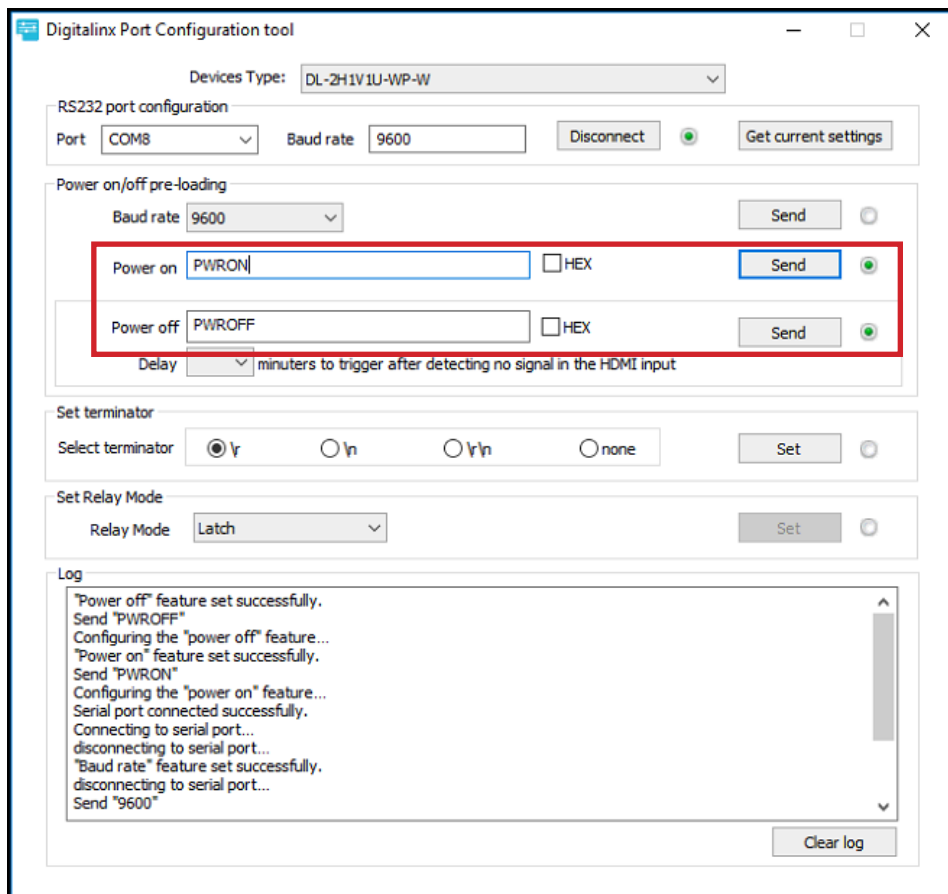 Digitalinx Port Configuration tool
Devices Type: DL-2H1V1U-WP-W
RS232 port configuration
Port COM8 Baud rate 9600 Disconnect Get current settings
Power on/off pre-loading
Baud rate 9600 Send
Power on PWRON HEX Send
Power off PWROFF HEX Send
Delay minuters to trigger after detecting no signal in the HDMI input
Set terminator
Select terminator \r \n \r\n none Set
Set Relay Mode
Relay Mode Latch Set
Log
"Power off" feature set successfully.
Send "PWROFF"
Configuring the "power off" feature...
"Power on" feature set successfully.
Send "PWRON"
Configuring the "power on" feature...
Serial port connected successfully.
Connecting to serial port...
disconnecting to serial port...
"Baud rate" feature set successfully.
disconnecting to serial port...
Send "9600"
Clear log